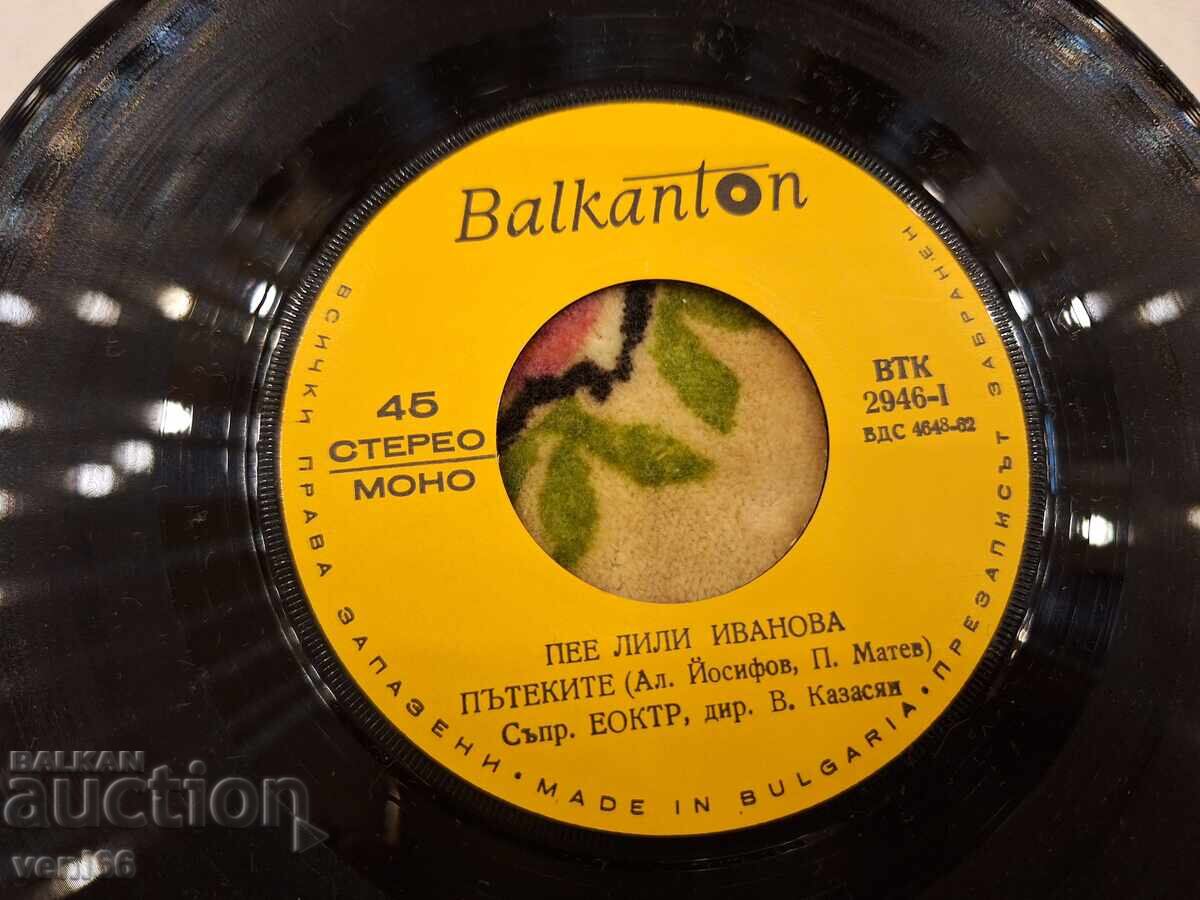 Balkanton
45
СТЕРЕО
МОНО
ВТК
2946-I
БДС 4648-62
ПЕЕ ЛИЛИ ИВАНОВА
ПЪТЕКИТЕ (Ал. Йосифов, П. Матев)
Съпр. ЕОКТР, дир. В. Казасян
ВСИЧКИ ПРАВА ЗАПАЗЕНИ • MADE IN BULGARIA • ПРЕЗАПИСЪТ ЗАБРАНЕН
BALKAN
auction
veni66